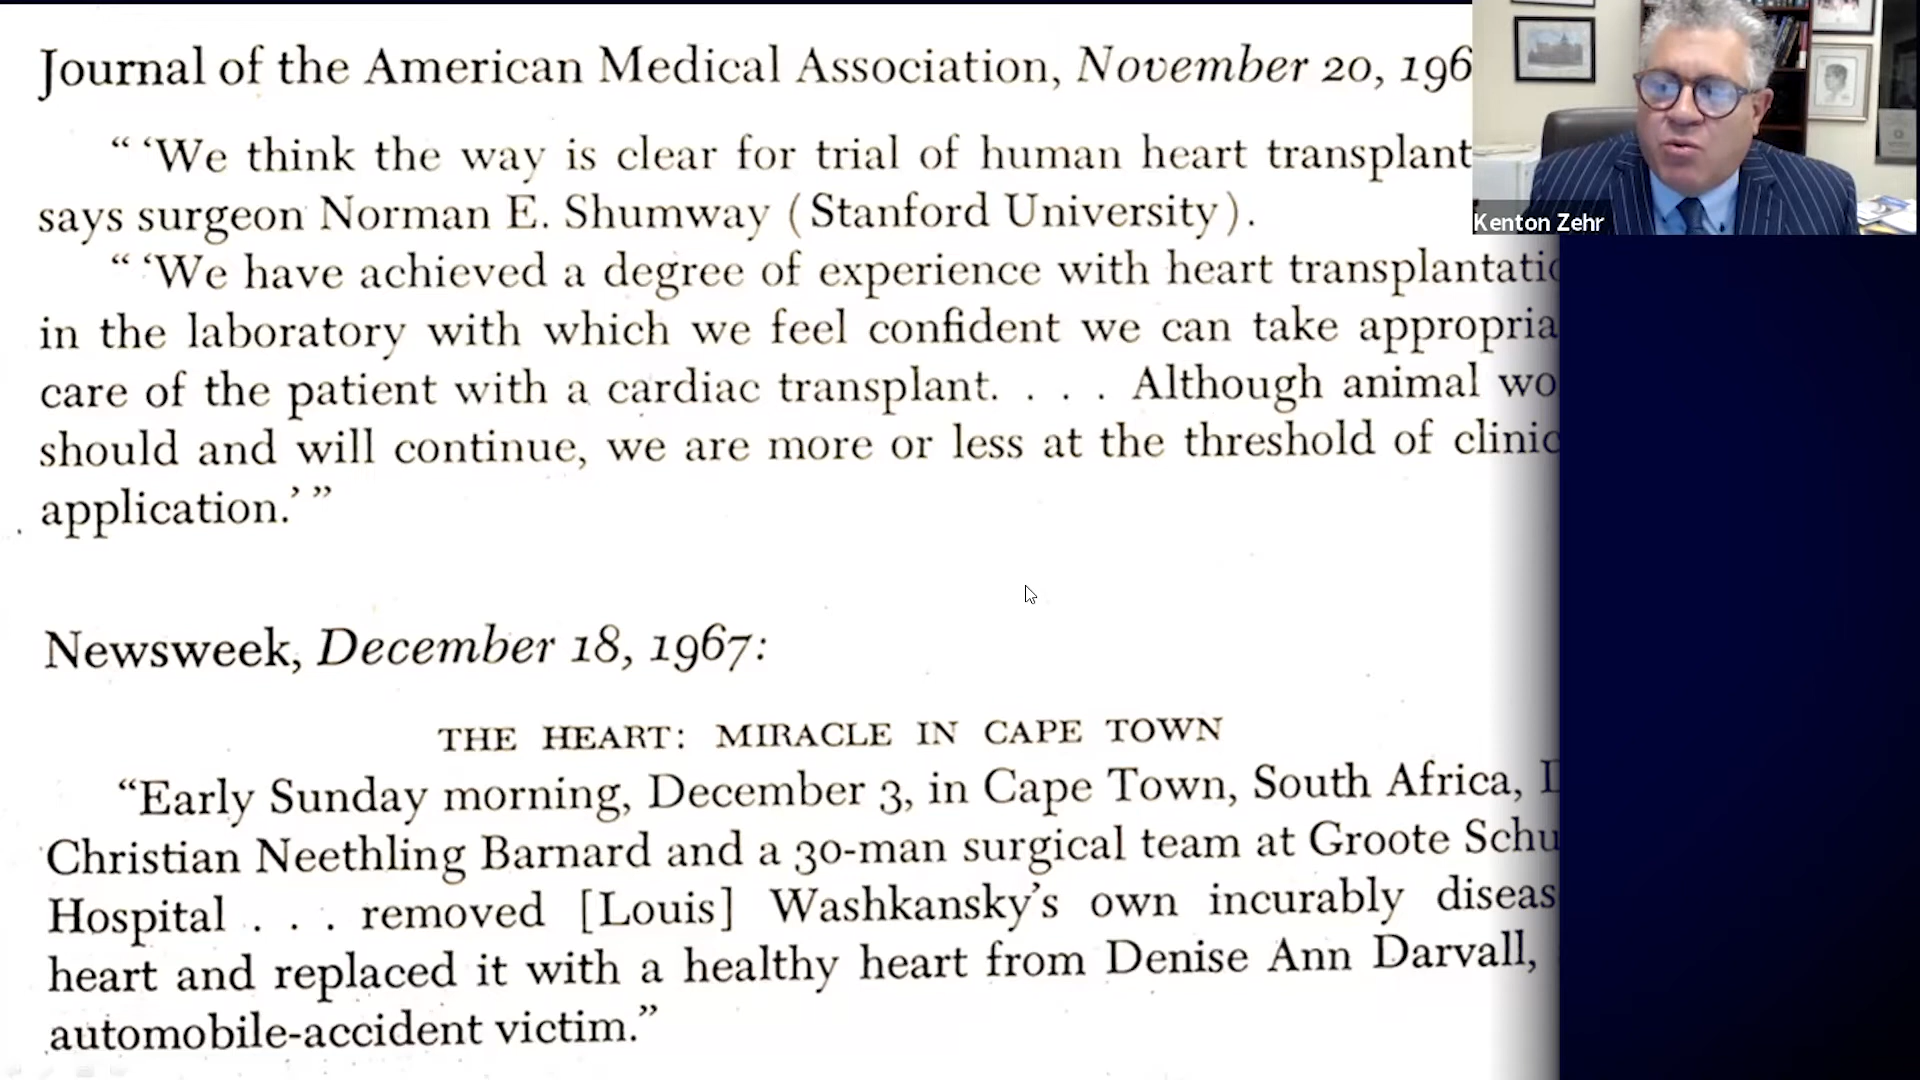 Journal of the American Medical Association, November 20, 196
“ ‘We think the way is clear for trial of human heart transplant
says surgeon Norman E. Shumway (Stanford University).
“ ‘We have achieved a degree of experience with heart transplantatio
in the laboratory with which we feel confident we can take appropria
care of the patient with a cardiac transplant. . . . Although animal wo
should and will continue, we are more or less at the threshold of clinic
application.’ ”
Newsweek, December 18, 1967:
THE HEART: MIRACLE IN CAPE TOWN
“Early Sunday morning, December 3, in Cape Town, South Africa, D
Christian Neethling Barnard and a 30-man surgical team at Groote Schu
Hospital . . . removed [Louis] Washkansky’s own incurably diseas
heart and replaced it with a healthy heart from Denise Ann Darvall,
automobile-accident victim.”
Kenton Zehr